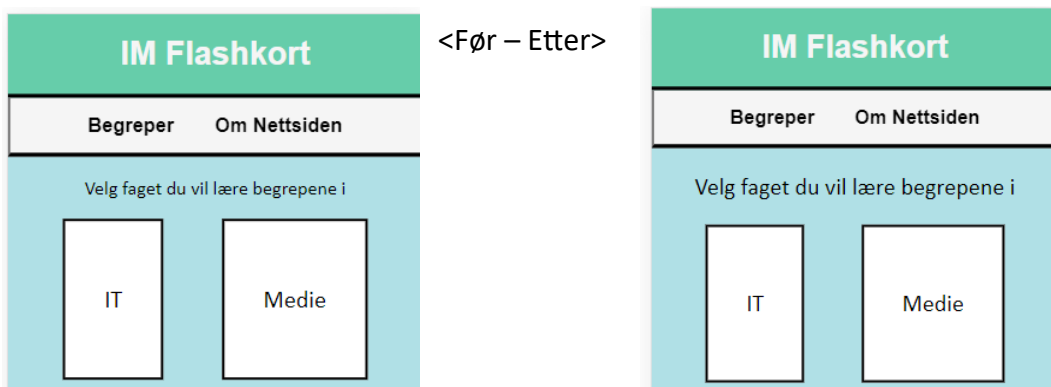 IM Flashkort
Begreper Om Nettsiden
Velg faget du vil lære begrepene i
IT Medie
<Før – Etter>
IM Flashkort
Begreper Om Nettsiden
Velg faget du vil lære begrepene i
IT Medie